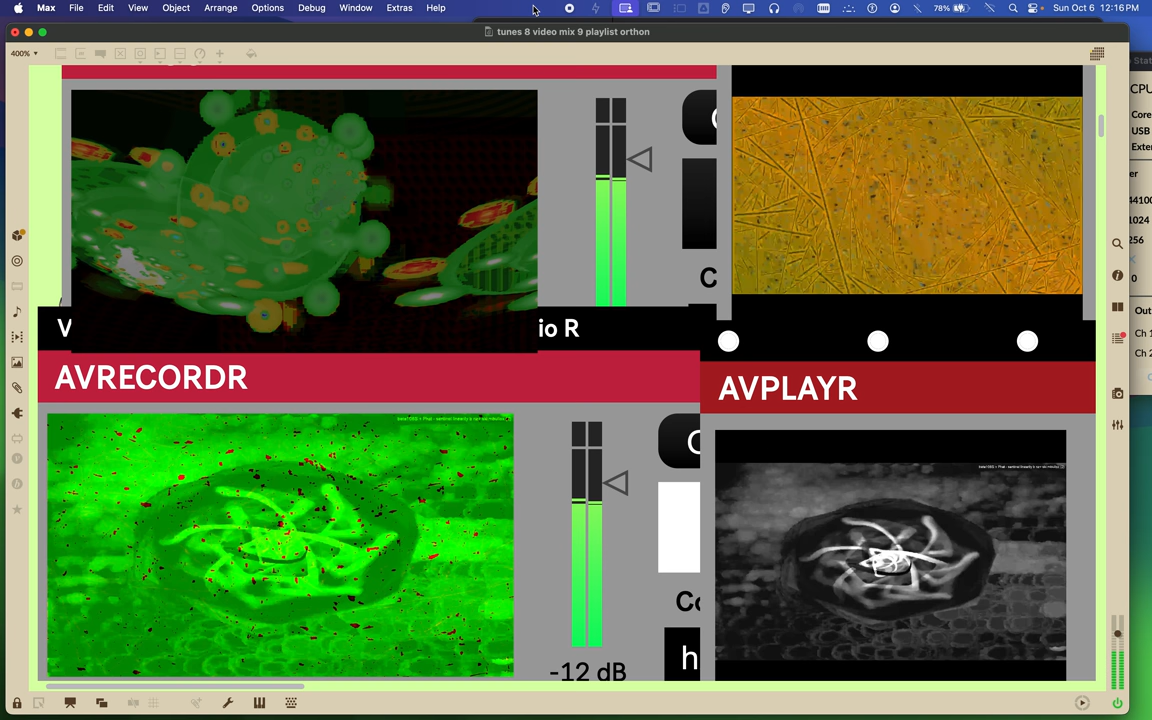 Max File Edit View Object Arrange Options Debug Window Extras Help 78% Sun Oct 6 12:16 PM
tunes 8 video mix 9 playlist orthon
Stat
400%
CPU
Core
USB
Exter
er
44100
1024
256
0
C
V
io R
AVRECORDR
AVPLAYR
Out
Ch 1
Ch 2
C
Co
h
-12 dB